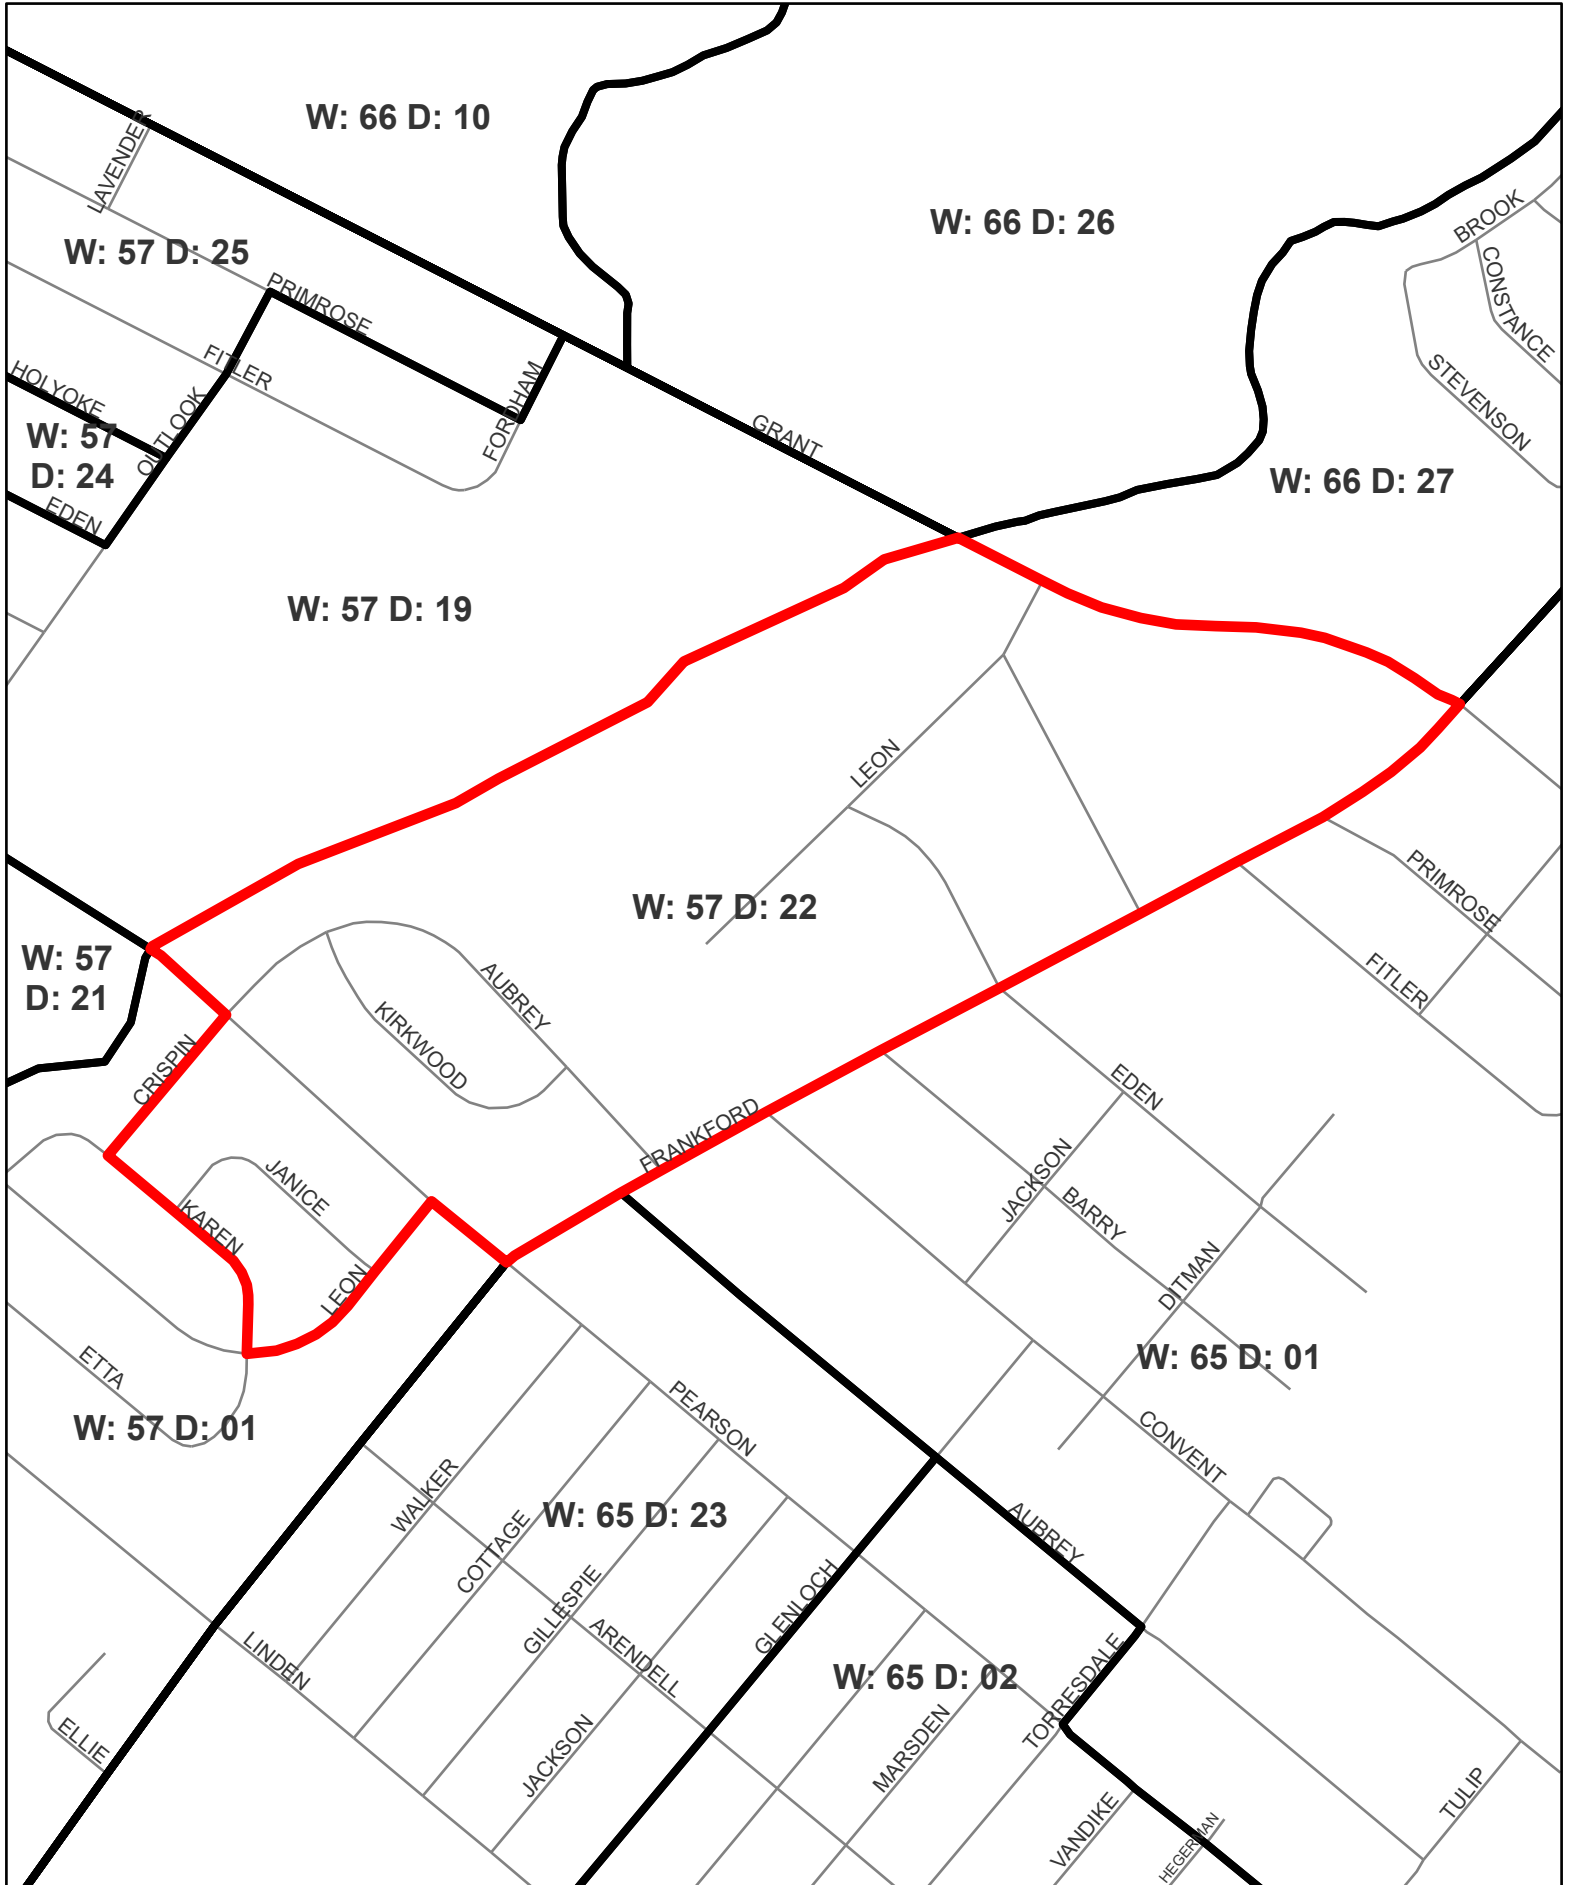 W: 66 D: 10
LAVENDER
W: 66 D: 26
BROOK
W: 57 D: 25
CONSTANCE
PRIMROSE
FITLER
HOLYOKE
OUTLOOK
FORDHAM
STEVENSON
GRANT
W: 57
D: 24
W: 66 D: 27
EDEN
W: 57 D: 19
LEON
PRIMROSE
W: 57 D: 22
FITLER
W: 57
D: 21
AUBREY
KIRKWOOD
CRISPIN
EDEN
FRANKFORD
JACKSON
JANICE
BARRY
KAREN
DITMAN
LEON
ETTA
W: 65 D: 01
W: 57 D: 01
PEARSON
CONVENT
WALKER
W: 65 D: 23
COTTAGE
AUBREY
GILLESPIE
GLENLOCH
ARENDELL
LINDEN
W: 65 D: 02
TORRESDALE
ELLIE
JACKSON
MARSDEN
TULIP
VANDIKE
HEGERMAN